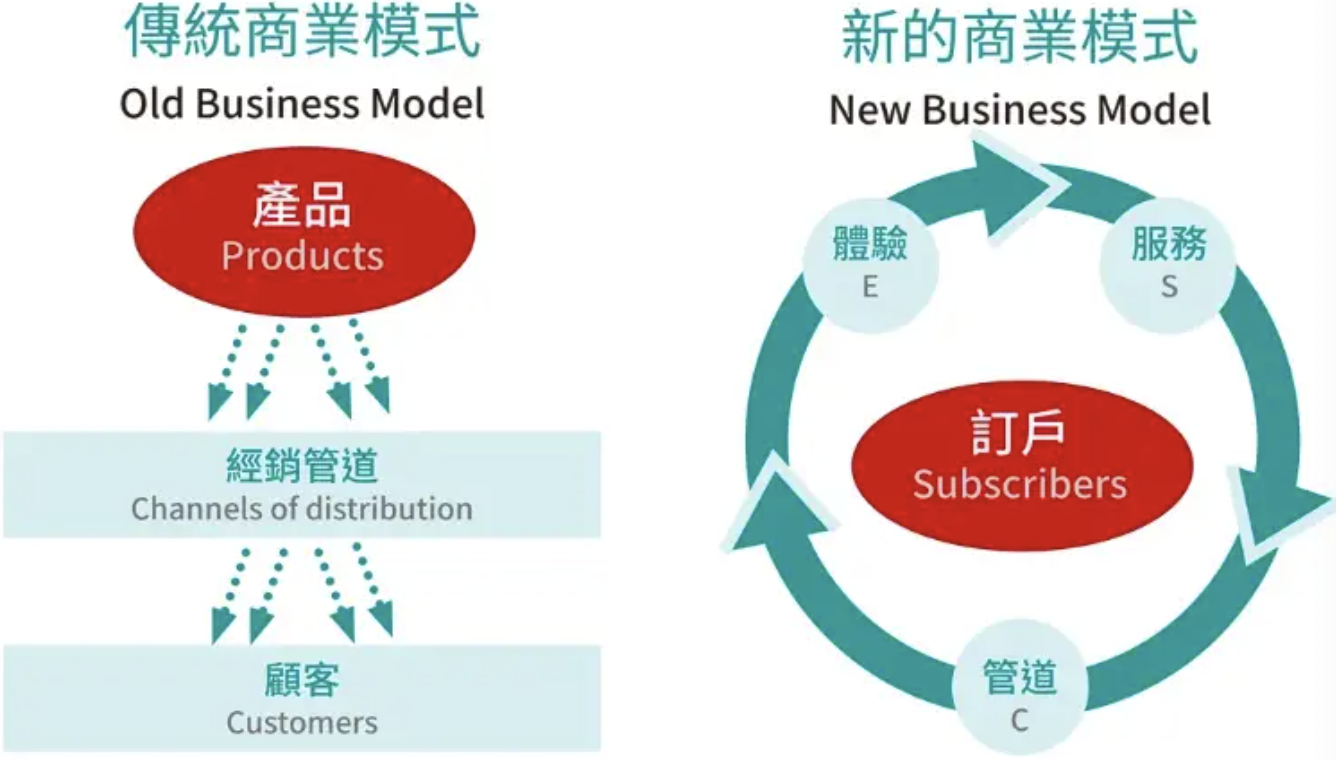 傳統商業模式
Old Business Model
產品
Products
經銷管道
Channels of distribution
顧客
Customers
新的商業模式
New Business Model
體驗
E
服務
S
訂戶
Subscribers
管道
C